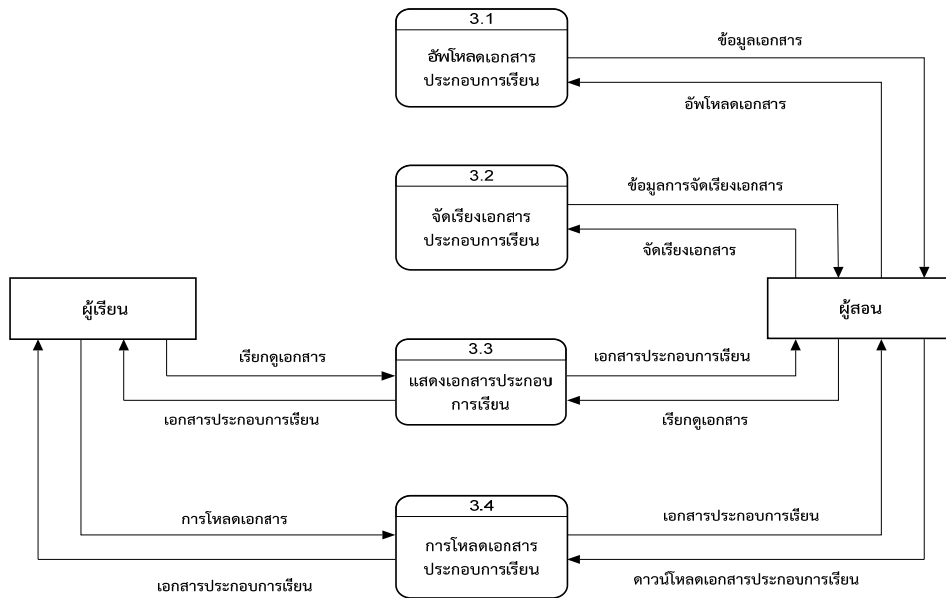 3.1
อัพโหลดเอกสาร
ประกอบการเรียน
ข้อมูลเอกสาร
อัพโหลดเอกสาร
3.2
จัดเรียงเอกสาร
ประกอบการเรียน
ข้อมูลการจัดเรียงเอกสาร
จัดเรียงเอกสาร
ผู้เรียน
ผู้สอน
3.3
แสดงเอกสารประกอบ
การเรียน
เรียกดูเอกสาร
เอกสารประกอบการเรียน
เอกสารประกอบการเรียน
เรียกดูเอกสาร
3.4
การโหลดเอกสาร
ประกอบการเรียน
การโหลดเอกสาร
เอกสารประกอบการเรียน
เอกสารประกอบการเรียน
ดาวน์โหลดเอกสารประกอบการเรียน